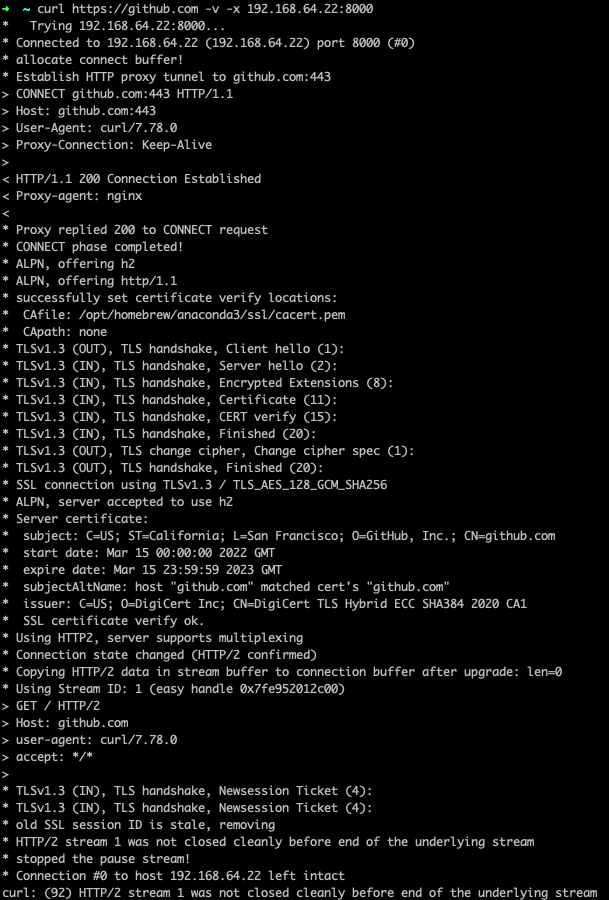 ➜  ~ curl https://github.com -v -x 192.168.64.22:8000
*   Trying 192.168.64.22:8000...
* Connected to 192.168.64.22 (192.168.64.22) port 8000 (#0)
* allocate connect buffer!
* Establish HTTP proxy tunnel to github.com:443
> CONNECT github.com:443 HTTP/1.1
> Host: github.com:443
> User-Agent: curl/7.78.0
> Proxy-Connection: Keep-Alive
>
< HTTP/1.1 200 Connection Established
< Proxy-agent: nginx
<
* Proxy replied 200 to CONNECT request
* CONNECT phase completed!
* ALPN, offering h2
* ALPN, offering http/1.1
* successfully set certificate verify locations:
*  CAfile: /opt/homebrew/anaconda3/ssl/cacert.pem
*  CApath: none
* TLSv1.3 (OUT), TLS handshake, Client hello (1):
* TLSv1.3 (IN), TLS handshake, Server hello (2):
* TLSv1.3 (IN), TLS handshake, Encrypted Extensions (8):
* TLSv1.3 (IN), TLS handshake, Certificate (11):
* TLSv1.3 (IN), TLS handshake, CERT verify (15):
* TLSv1.3 (IN), TLS handshake, Finished (20):
* TLSv1.3 (OUT), TLS change cipher, Change cipher spec (1):
* TLSv1.3 (OUT), TLS handshake, Finished (20):
* SSL connection using TLSv1.3 / TLS_AES_128_GCM_SHA256
* ALPN, server accepted to use h2
* Server certificate:
*  subject: C=US; ST=California; L=San Francisco; O=GitHub, Inc.; CN=github.com
*  start date: Mar 15 00:00:00 2022 GMT
*  expire date: Mar 15 23:59:59 2023 GMT
*  subjectAltName: host "github.com" matched cert's "github.com"
*  issuer: C=US; O=DigiCert Inc; CN=DigiCert TLS Hybrid ECC SHA384 2020 CA1
*  SSL certificate verify ok.
* Using HTTP2, server supports multiplexing
* Connection state changed (HTTP/2 confirmed)
* Copying HTTP/2 data in stream buffer to connection buffer after upgrade: len=0
* Using Stream ID: 1 (easy handle 0x7fe952012c00)
> GET / HTTP/2
> Host: github.com
> user-agent: curl/7.78.0
> accept: */*
>
* TLSv1.3 (IN), TLS handshake, Newsession Ticket (4):
* TLSv1.3 (IN), TLS handshake, Newsession Ticket (4):
* old SSL session ID is stale, removing
* HTTP/2 stream 1 was not closed cleanly before end of the underlying stream
* stopped the pause stream!
* Connection #0 to host 192.168.64.22 left intact
curl: (92) HTTP/2 stream 1 was not closed cleanly before end of the underlying stream